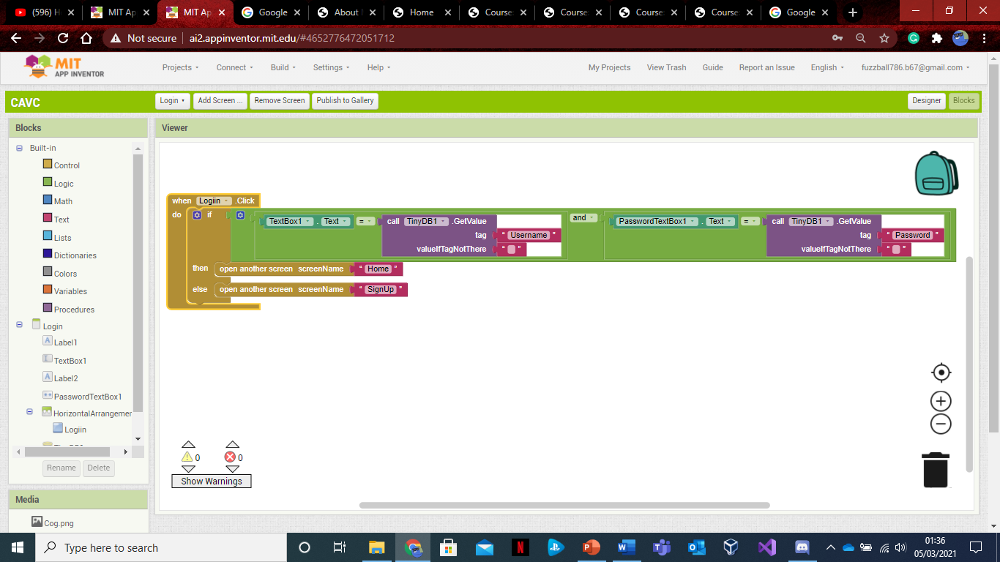 (596) H
MIT Ap
MIT Ap
Google
About
Home
Course
Course
Course
Course
Google
Not secure | ai2.appinventor.mit.edu/#4652776472051712
MIT
APP INVENTOR
Projects
Connect
Build
Settings
Help
My Projects
View Trash
Guide
Report an Issue
English
fuzzball786.b67@gmail.com
CAVC
Login
Add Screen ...
Remove Screen
Publish to Gallery
Designer
Blocks
Blocks
Built-in
Control
Logic
Math
Text
Lists
Dictionaries
Colors
Variables
Procedures
Login
Label1
TextBox1
Label2
PasswordTextBox1
HorizontalArrangemer
Logiin
Rename
Delete
Media
Cog.png
Viewer
when Logiin .Click
do if TextBox1 . Text = call TinyDB1 .GetValue and PasswordTextBox1 . Text = call TinyDB1 .GetValue
tag “ Username ” tag “ Password ”
valueIfTagNotThere “ ” valueIfTagNotThere “ ”
then open another screen screenName “ Home ”
else open another screen screenName “ SignUp ”
0 0
Show Warnings
Type here to search
01:36
05/03/2021